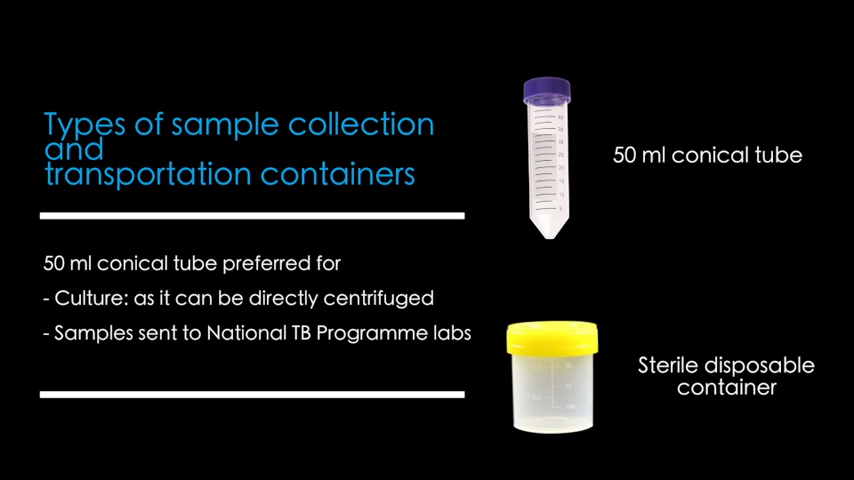 Types of sample collection
and
transportation containers
50 ml conical tube preferred for
- Culture: as it can be directly centrifuged
- Samples sent to National TB Programme labs
50 ml conical tube
Sterile disposable
container